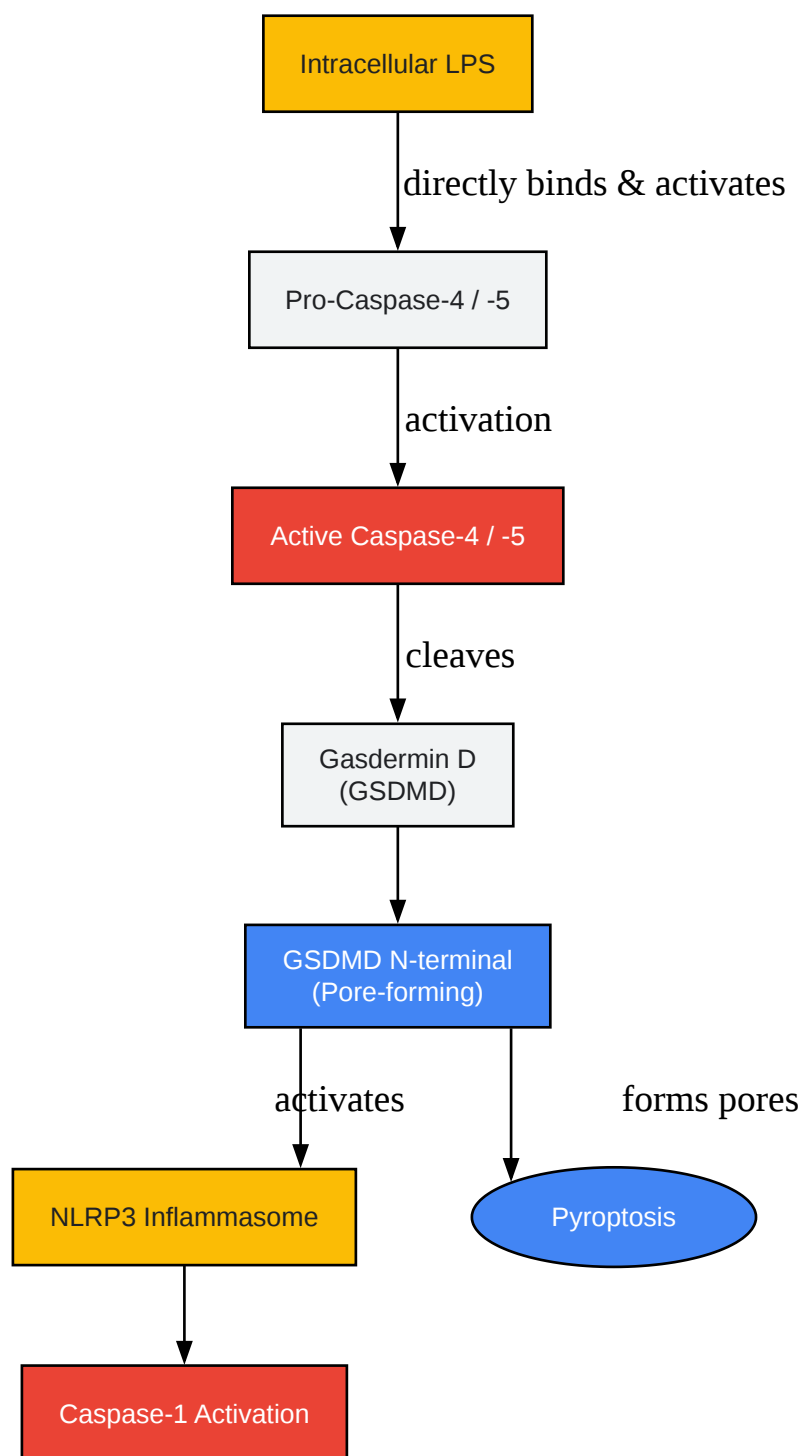 Intracellular LPS
directly binds & activates
Pro-Caspase-4 / -5
activation
Active Caspase-4 / -5
cleaves
Gasdermin D
(GSDMD)
GSDMD N-terminal
(Pore-forming)
activates
forms pores
NLRP3 Inflammasome
Pyroptosis
Caspase-1 Activation